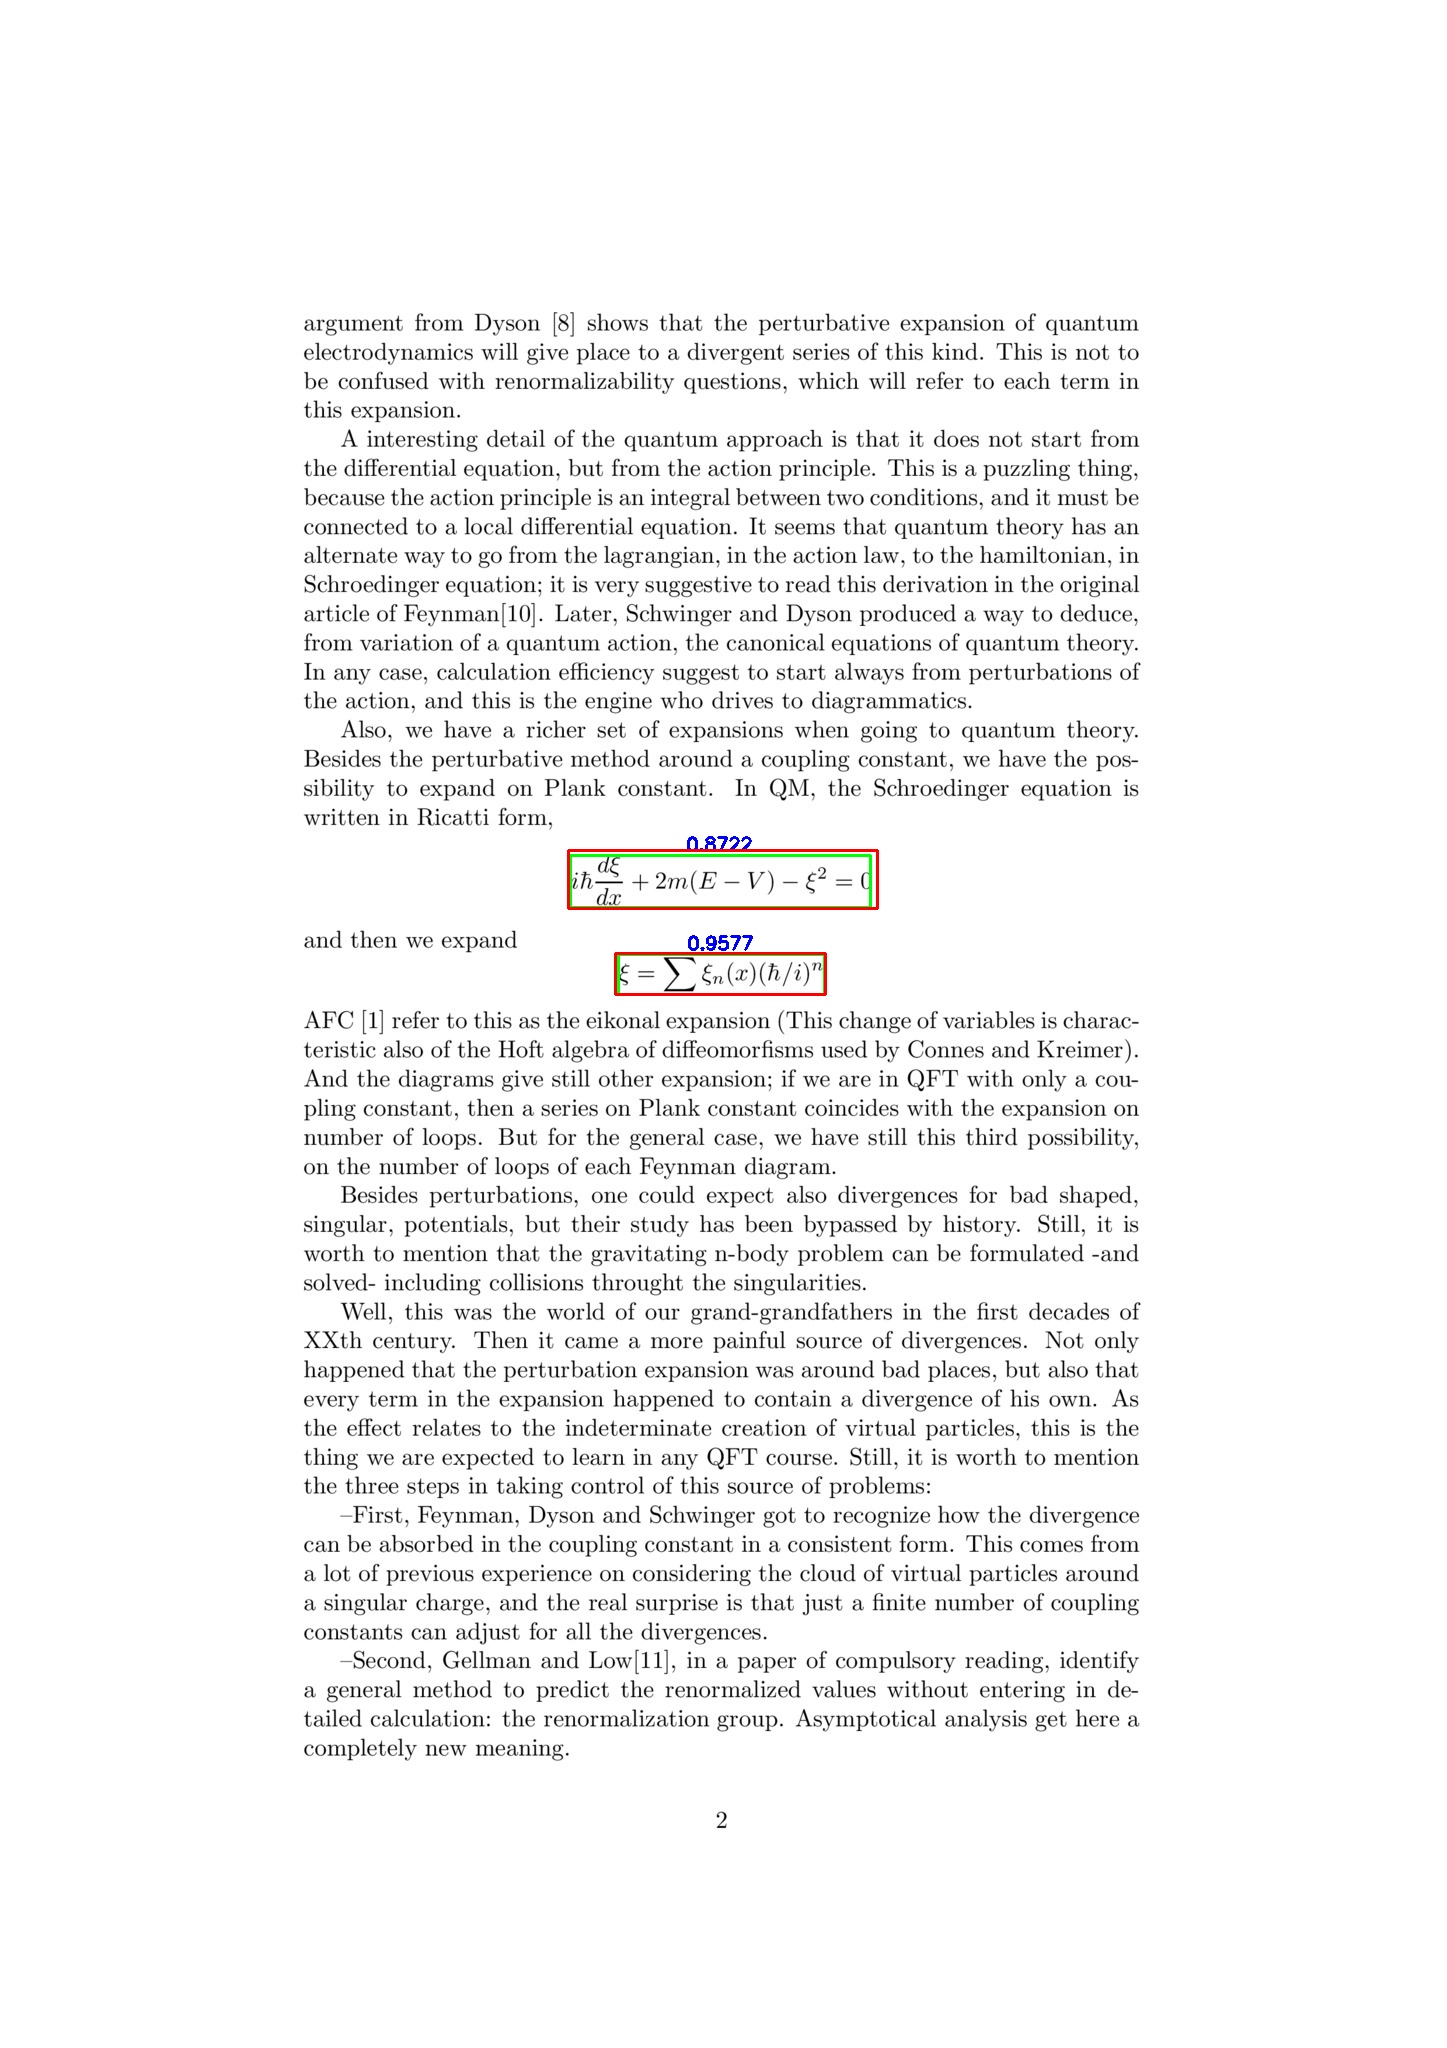 argument from Dyson [8] shows that the perturbative expansion of quantum
electrodynamics will give place to a divergent series of this kind. This is not to
be confused with renormalizability questions, which will refer to each term in
this expansion.
A interesting detail of the quantum approach is that it does not start from
the differential equation, but from the action principle. This is a puzzling thing,
because the action principle is an integral between two conditions, and it must be
connected to a local differential equation. It seems that quantum theory has an
alternate way to go from the lagrangian, in the action law, to the hamiltonian, in
Schroedinger equation; it is very suggestive to read this derivation in the original
article of Feynman[10]. Later, Schwinger and Dyson produced a way to deduce,
from variation of a quantum action, the canonical equations of quantum theory.
In any case, calculation efficiency suggest to start always from perturbations of
the action, and this is the engine who drives to diagrammatics.
Also, we have a richer set of expansions when going to quantum theory.
Besides the perturbative method around a coupling constant, we have the pos-
sibility to expand on Plank constant. In QM, the Schroedinger equation is
written in Ricatti form,
0.8722
iħ dξ/dx + 2m(E − V) − ξ² = 0
and then we expand
0.9577
ξ = ∑ ξₙ(x)(ħ/i)ⁿ
AFC [1] refer to this as the eikonal expansion (This change of variables is charac-
teristic also of the Hoft algebra of diffeomorfisms used by Connes and Kreimer).
And the diagrams give still other expansion; if we are in QFT with only a cou-
pling constant, then a series on Plank constant coincides with the expansion on
number of loops. But for the general case, we have still this third possibility,
on the number of loops of each Feynman diagram.
Besides perturbations, one could expect also divergences for bad shaped,
singular, potentials, but their study has been bypassed by history. Still, it is
worth to mention that the gravitating n-body problem can be formulated -and
solved- including collisions throught the singularities.
Well, this was the world of our grand-grandfathers in the first decades of
XXth century. Then it came a more painful source of divergences. Not only
happened that the perturbation expansion was around bad places, but also that
every term in the expansion happened to contain a divergence of his own. As
the effect relates to the indeterminate creation of virtual particles, this is the
thing we are expected to learn in any QFT course. Still, it is worth to mention
the three steps in taking control of this source of problems:
–First, Feynman, Dyson and Schwinger got to recognize how the divergence
can be absorbed in the coupling constant in a consistent form. This comes from
a lot of previous experience on considering the cloud of virtual particles around
a singular charge, and the real surprise is that just a finite number of coupling
constants can adjust for all the divergences.
–Second, Gellman and Low[11], in a paper of compulsory reading, identify
a general method to predict the renormalized values without entering in de-
tailed calculation: the renormalization group. Asymptotical analysis get here a
completely new meaning.
2